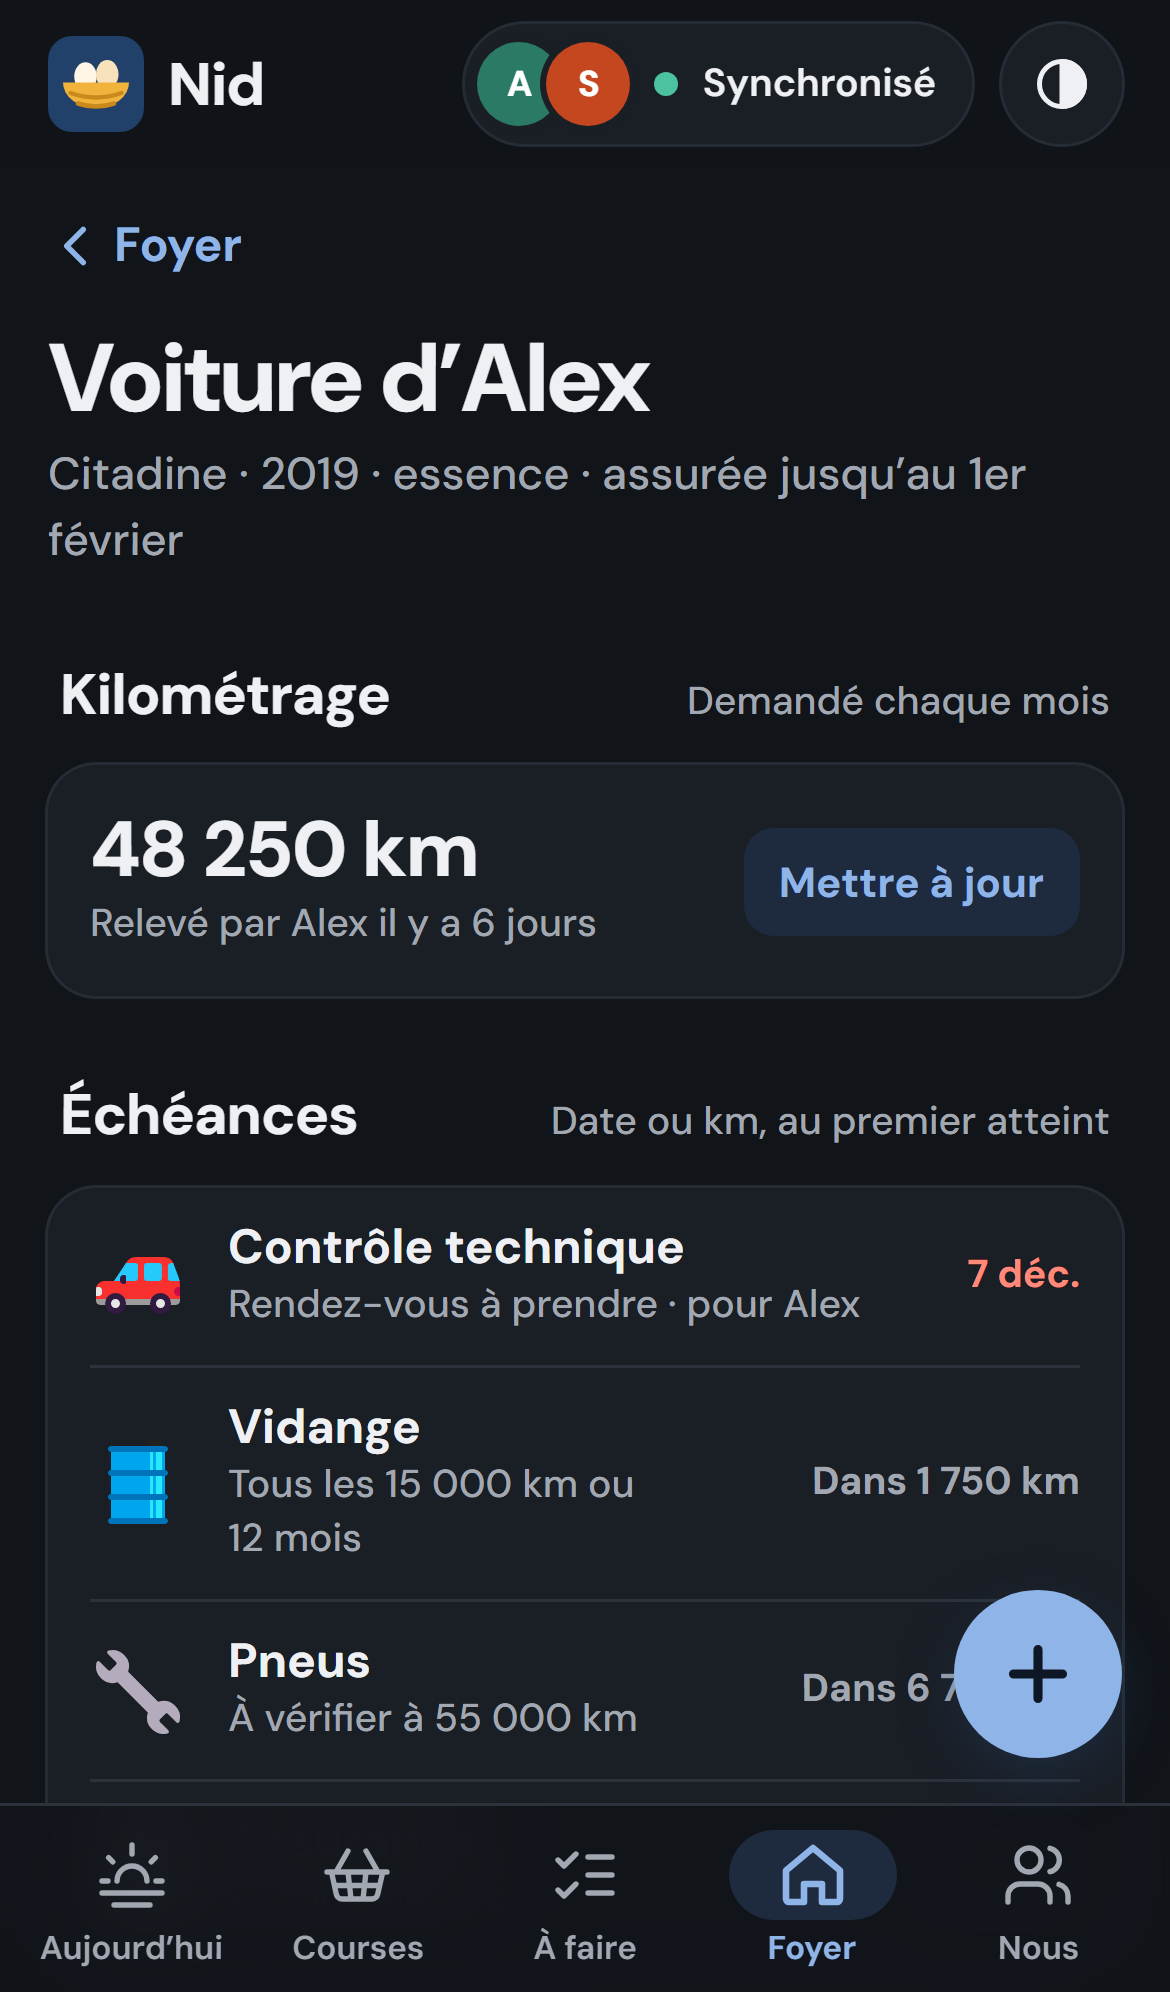 Nid
A S Synchronisé
Foyer
Voiture d’Alex
Citadine · 2019 · essence · assurée jusqu’au 1er
février
Kilométrage
Demandé chaque mois
48 250 km
Relevé par Alex il y a 6 jours
Mettre à jour
Échéances
Date ou km, au premier atteint
Contrôle technique
Rendez-vous à prendre · pour Alex
7 déc.
Vidange
Tous les 15 000 km ou
12 mois
Dans 1 750 km
Pneus
À vérifier à 55 000 km
Dans 6 7
Aujourd’hui
Courses
À faire
Foyer
Nous